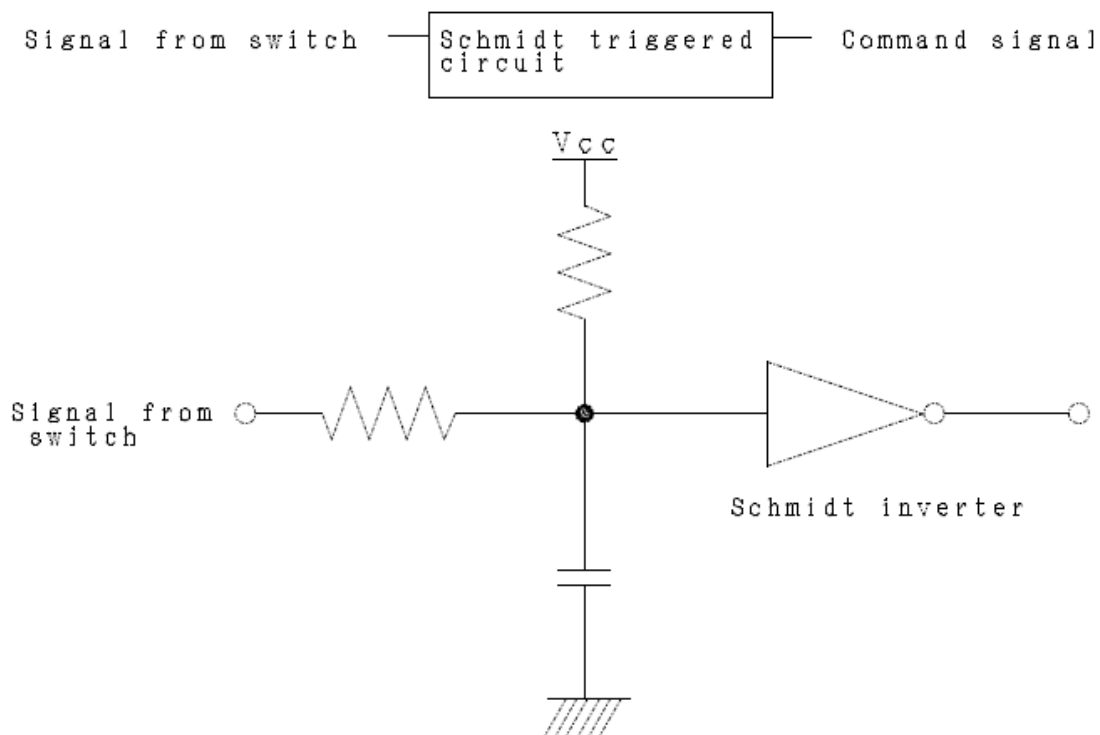 Signal from switch
Schmidt triggered
circuit
Command signal
Vcc
Signal from
switch
Schmidt inverter